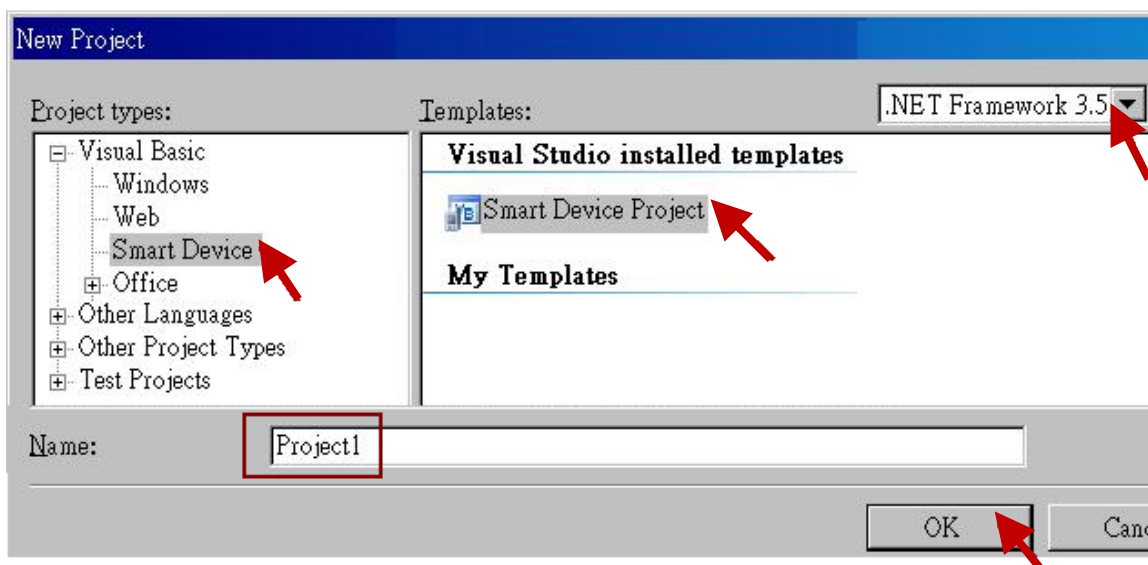 New Project
Project types:
Templates:
.NET Framework 3.5
Visual Basic
Windows
Web
Smart Device
Office
Other Languages
Other Project Types
Test Projects
Visual Studio installed templates
Smart Device Project
My Templates
Name:
Project1
OK